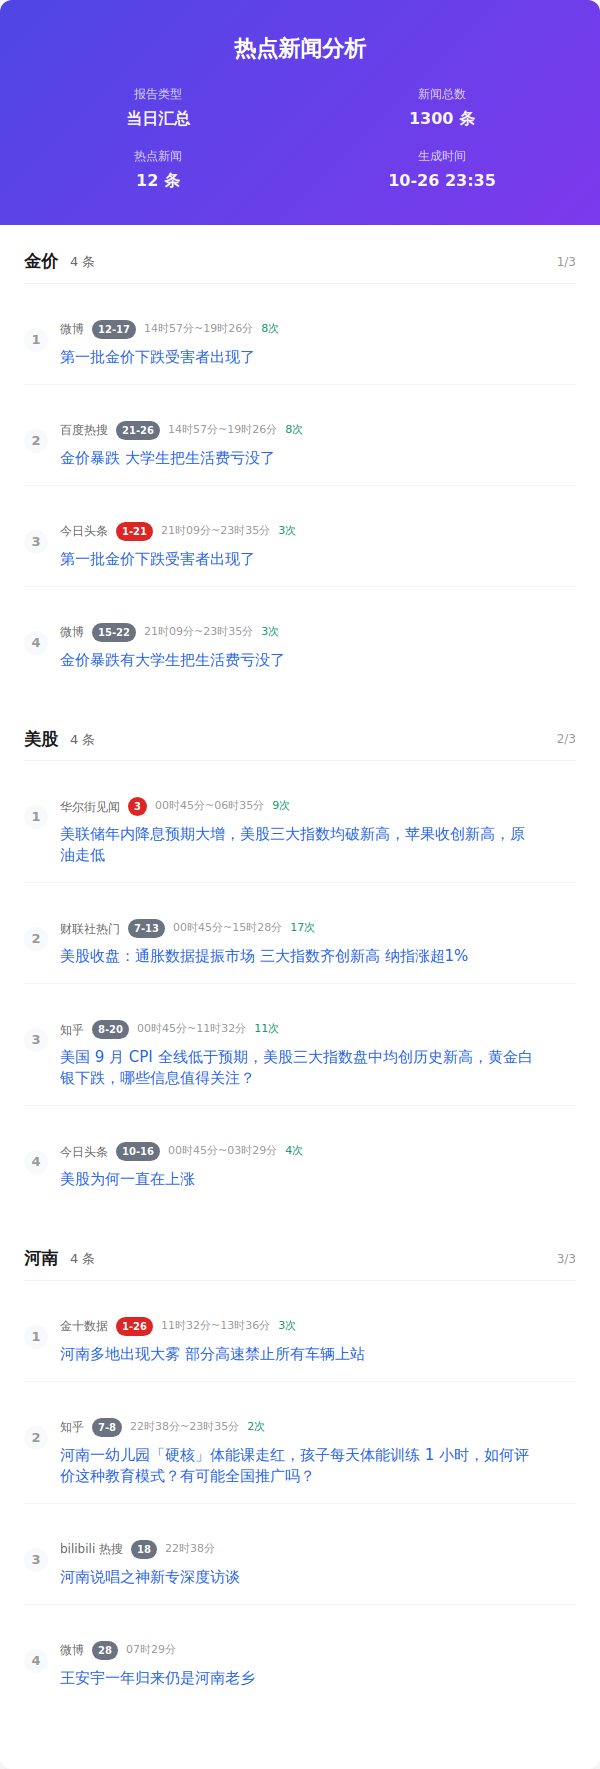 热点新闻分析
报告类型
新闻总数
当日汇总
1300 条
热点新闻
生成时间
12 条
10-26 23:35
金价 4 条 1/3
1
微博 12-17 14时57分~19时26分 8次
第一批金价下跌受害者出现了
2
百度热搜 21-26 14时57分~19时26分 8次
金价暴跌 大学生把生活费亏没了
3
今日头条 1-21 21时09分~23时35分 3次
第一批金价下跌受害者出现了
4
微博 15-22 21时09分~23时35分 3次
金价暴跌有大学生把生活费亏没了
美股 4 条 2/3
1
华尔街见闻 3 00时45分~06时35分 9次
美联储年内降息预期大增，美股三大指数均破新高，苹果收创新高，原
油走低
2
财联社热门 7-13 00时45分~15时28分 17次
美股收盘：通胀数据提振市场 三大指数齐创新高 纳指涨超1%
3
知乎 8-20 00时45分~11时32分 11次
美国 9 月 CPI 全线低于预期，美股三大指数盘中均创历史新高，黄金白
银下跌，哪些信息值得关注？
4
今日头条 10-16 00时45分~03时29分 4次
美股为何一直在上涨
河南 4 条 3/3
1
金十数据 1-26 11时32分~13时36分 3次
河南多地出现大雾 部分高速禁止所有车辆上站
2
知乎 7-8 22时38分~23时35分 2次
河南一幼儿园「硬核」体能课走红，孩子每天体能训练 1 小时，如何评
价这种教育模式？有可能全国推广吗？
3
bilibili 热搜 18 22时38分
河南说唱之神新专深度访谈
4
微博 28 07时29分
王安宇一年归来仍是河南老乡